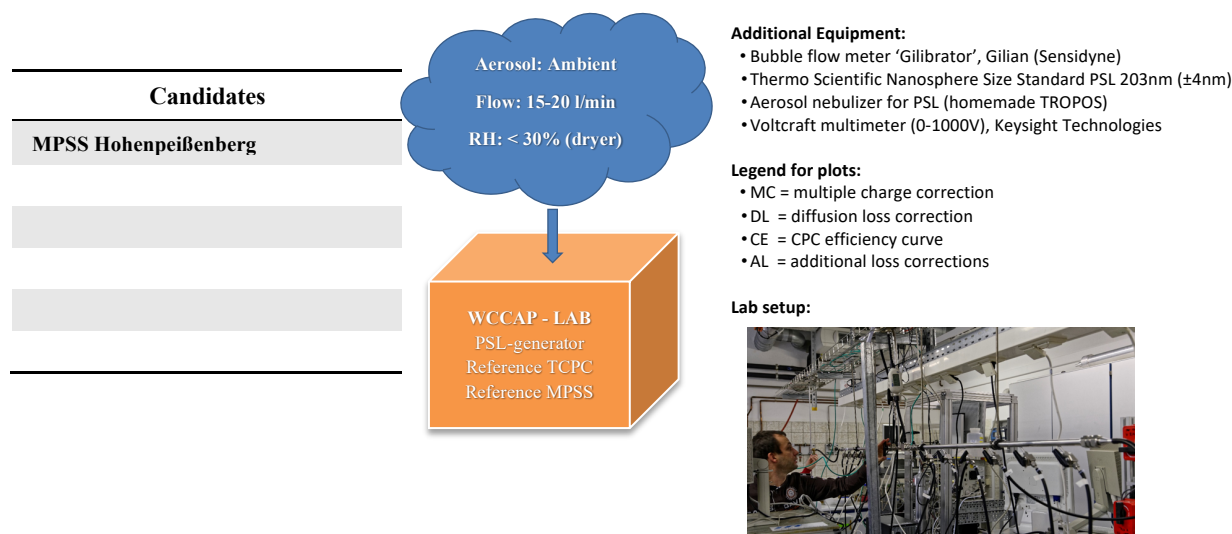 Candidates
MPSS Hohenpeißenberg
Aerosol: Ambient
Flow: 15-20 l/min
RH: < 30% (dryer)
WCCAP - LAB
PSL-generator
Reference TCPC
Reference MPSS
Additional Equipment:
• Bubble flow meter ‘Gilibrator’, Gilian (Sensidyne)
• Thermo Scientific Nanosphere Size Standard PSL 203nm (±4nm)
• Aerosol nebulizer for PSL (homemade TROPOS)
• Voltcraft multimeter (0-1000V), Keysight Technologies
Legend for plots:
• MC = multiple charge correction
• DL = diffusion loss correction
• CE = CPC efficiency curve
• AL = additional loss corrections
Lab setup: